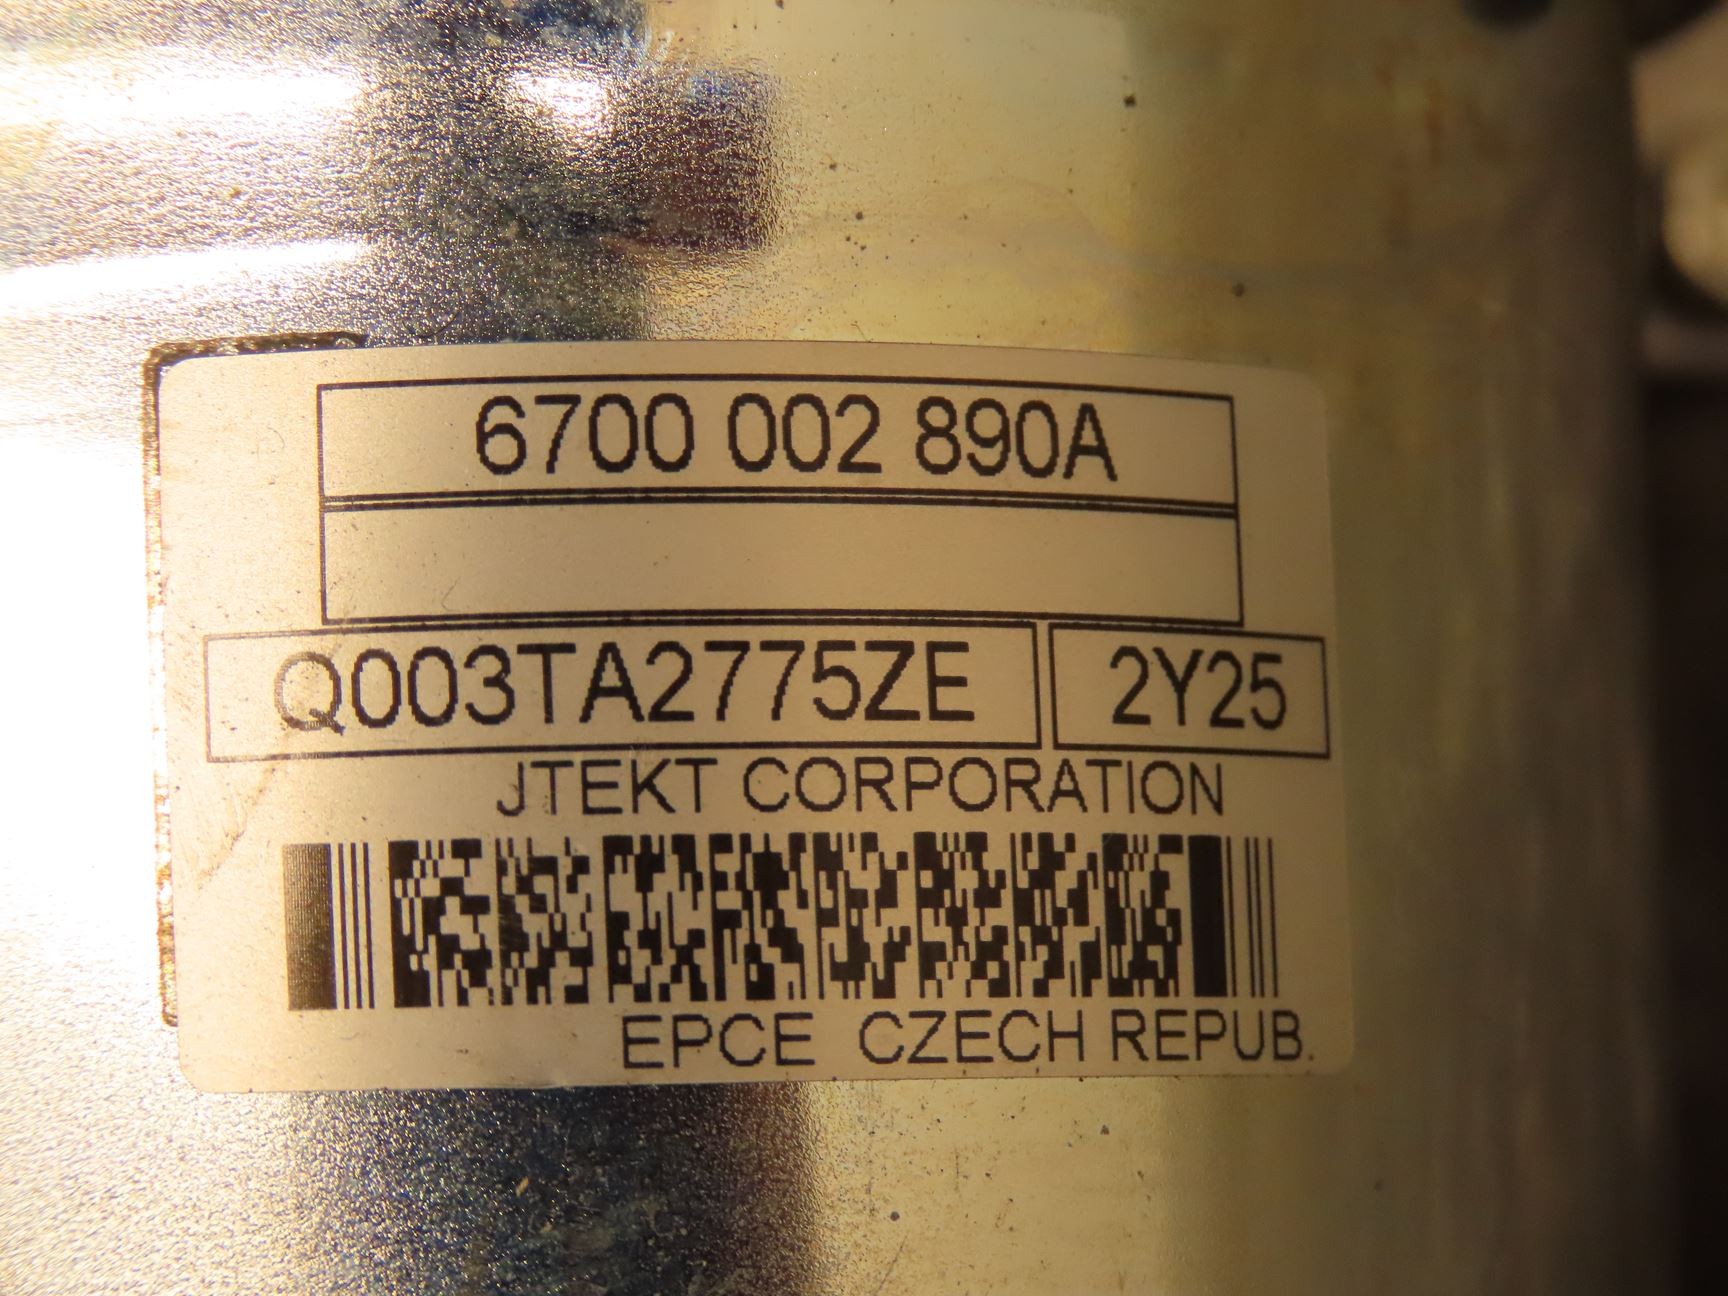 6700 002 890A
Q003TA2775ZE 2Y25
JTEKT CORPORATION
EPCE CZECH REPUB.